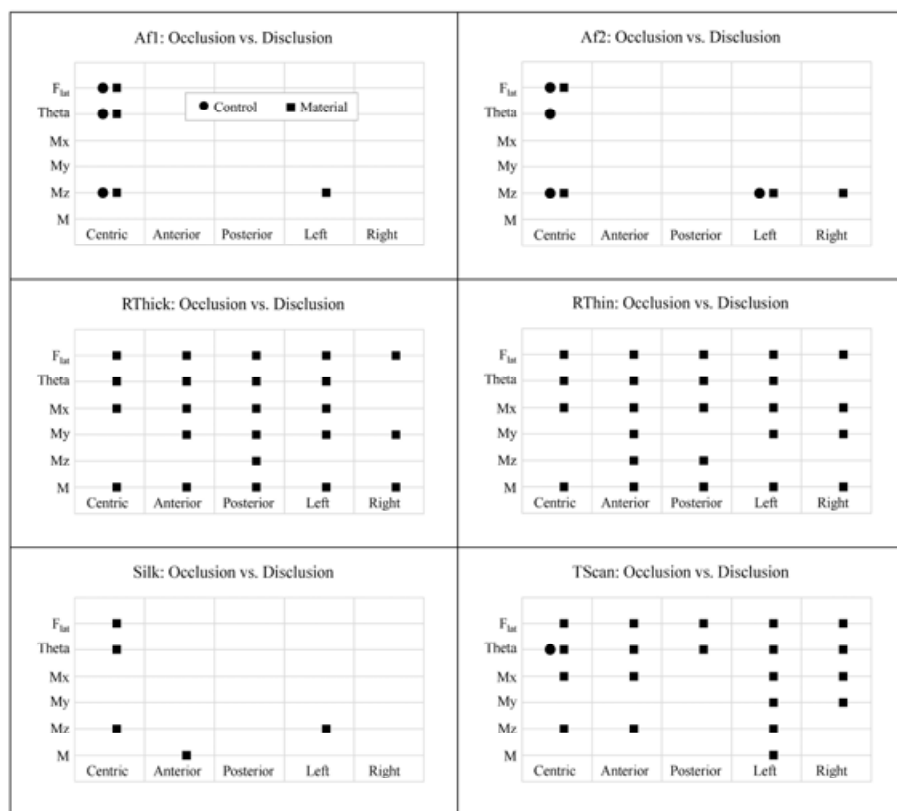 Af1: Occlusion vs. Disclusion
F_lat
Theta
Mx
My
Mz
M
Control Material
Centric Anterior Posterior Left Right
Af2: Occlusion vs. Disclusion
F_lat
Theta
Mx
My
Mz
M
Centric Anterior Posterior Left Right
RThick: Occlusion vs. Disclusion
F_lat
Theta
Mx
My
Mz
M
Centric Anterior Posterior Left Right
RThin: Occlusion vs. Disclusion
F_lat
Theta
Mx
My
Mz
M
Centric Anterior Posterior Left Right
Silk: Occlusion vs. Disclusion
F_lat
Theta
Mx
My
Mz
M
Centric Anterior Posterior Left Right
TScan: Occlusion vs. Disclusion
F_lat
Theta
Mx
My
Mz
M
Centric Anterior Posterior Left Right